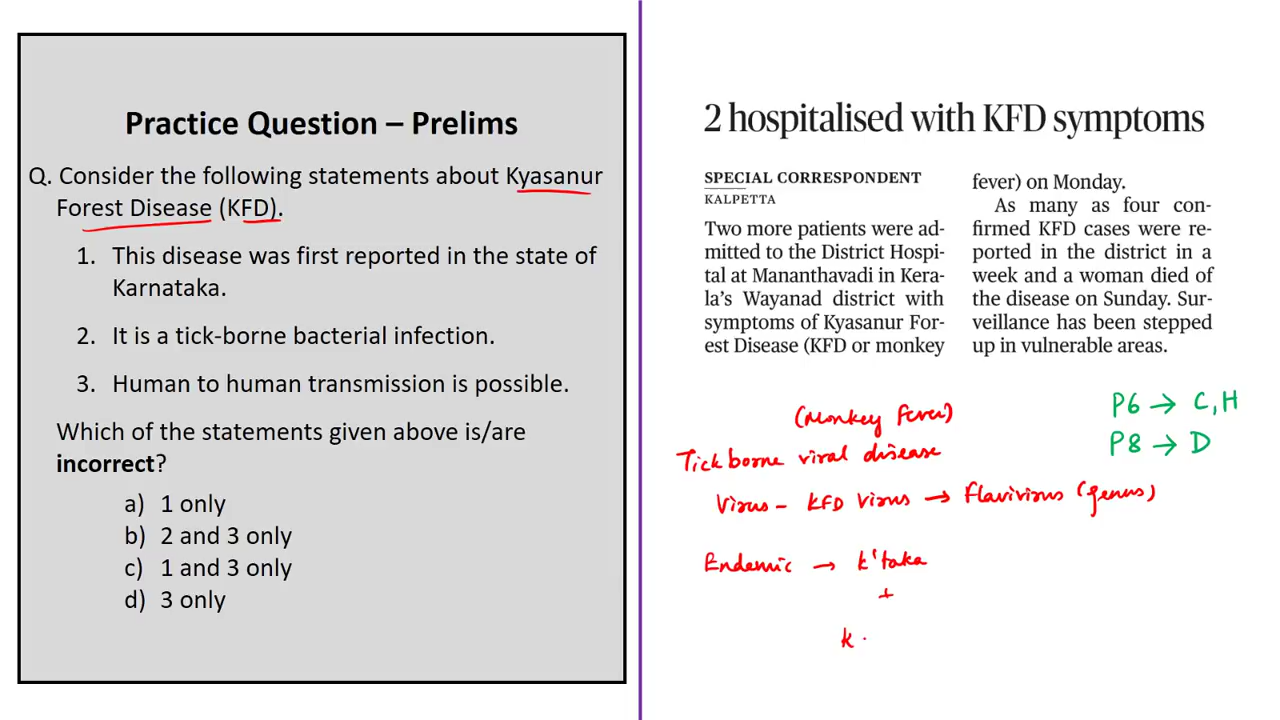 Practice Question – Prelims
Q. Consider the following statements about Kyasanur
Forest Disease (KFD).
1. This disease was first reported in the state of
Karnataka.
2. It is a tick-borne bacterial infection.
3. Human to human transmission is possible.
Which of the statements given above is/are
incorrect?
a) 1 only
b) 2 and 3 only
c) 1 and 3 only
d) 3 only
2 hospitalised with KFD symptoms
SPECIAL CORRESPONDENT
KALPETTA
Two more patients were ad-
mitted to the District Hospi-
tal at Mananthavadi in Kera-
la's Wayanad district with
symptoms of Kyasanur For-
est Disease (KFD or monkey
fever) on Monday.
As many as four con-
firmed KFD cases were re-
ported in the district in a
week and a woman died of
the disease on Sunday. Sur-
veillance has been stepped
up in vulnerable areas.
(Monkey Fever)
P6 → C, H
P8 → D
Tick borne viral disease
Virus - KFD Virus → Flavivirus (genus)
Endemic → k'taka
+
k.